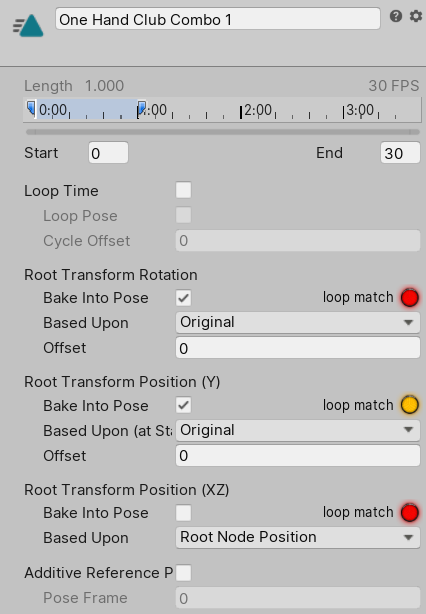 One Hand Club Combo 1
Length 1.000 30 FPS
0:00 1:00 2:00 3:00
Start 0 End 30
Loop Time
Loop Pose
Cycle Offset 0
Root Transform Rotation
Bake Into Pose loop match
Based Upon Original
Offset 0
Root Transform Position (Y)
Bake Into Pose loop match
Based Upon (at Sta Original
Offset 0
Root Transform Position (XZ)
Bake Into Pose loop match
Based Upon Root Node Position
Additive Reference P
Pose Frame 0